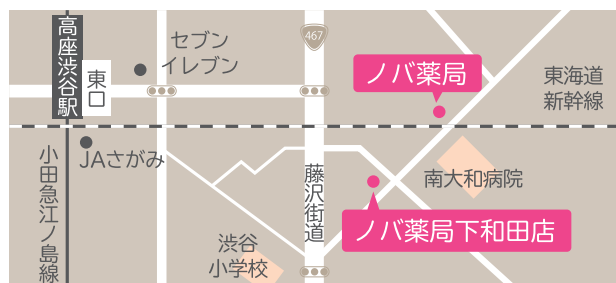 高座渋谷駅
東口
セブン
イレブン
467
ノバ薬局
東海道
新幹線
JAさがみ
小田急江ノ島線
藤沢街道
南大和病院
ノバ薬局下和田店
渋谷
小学校